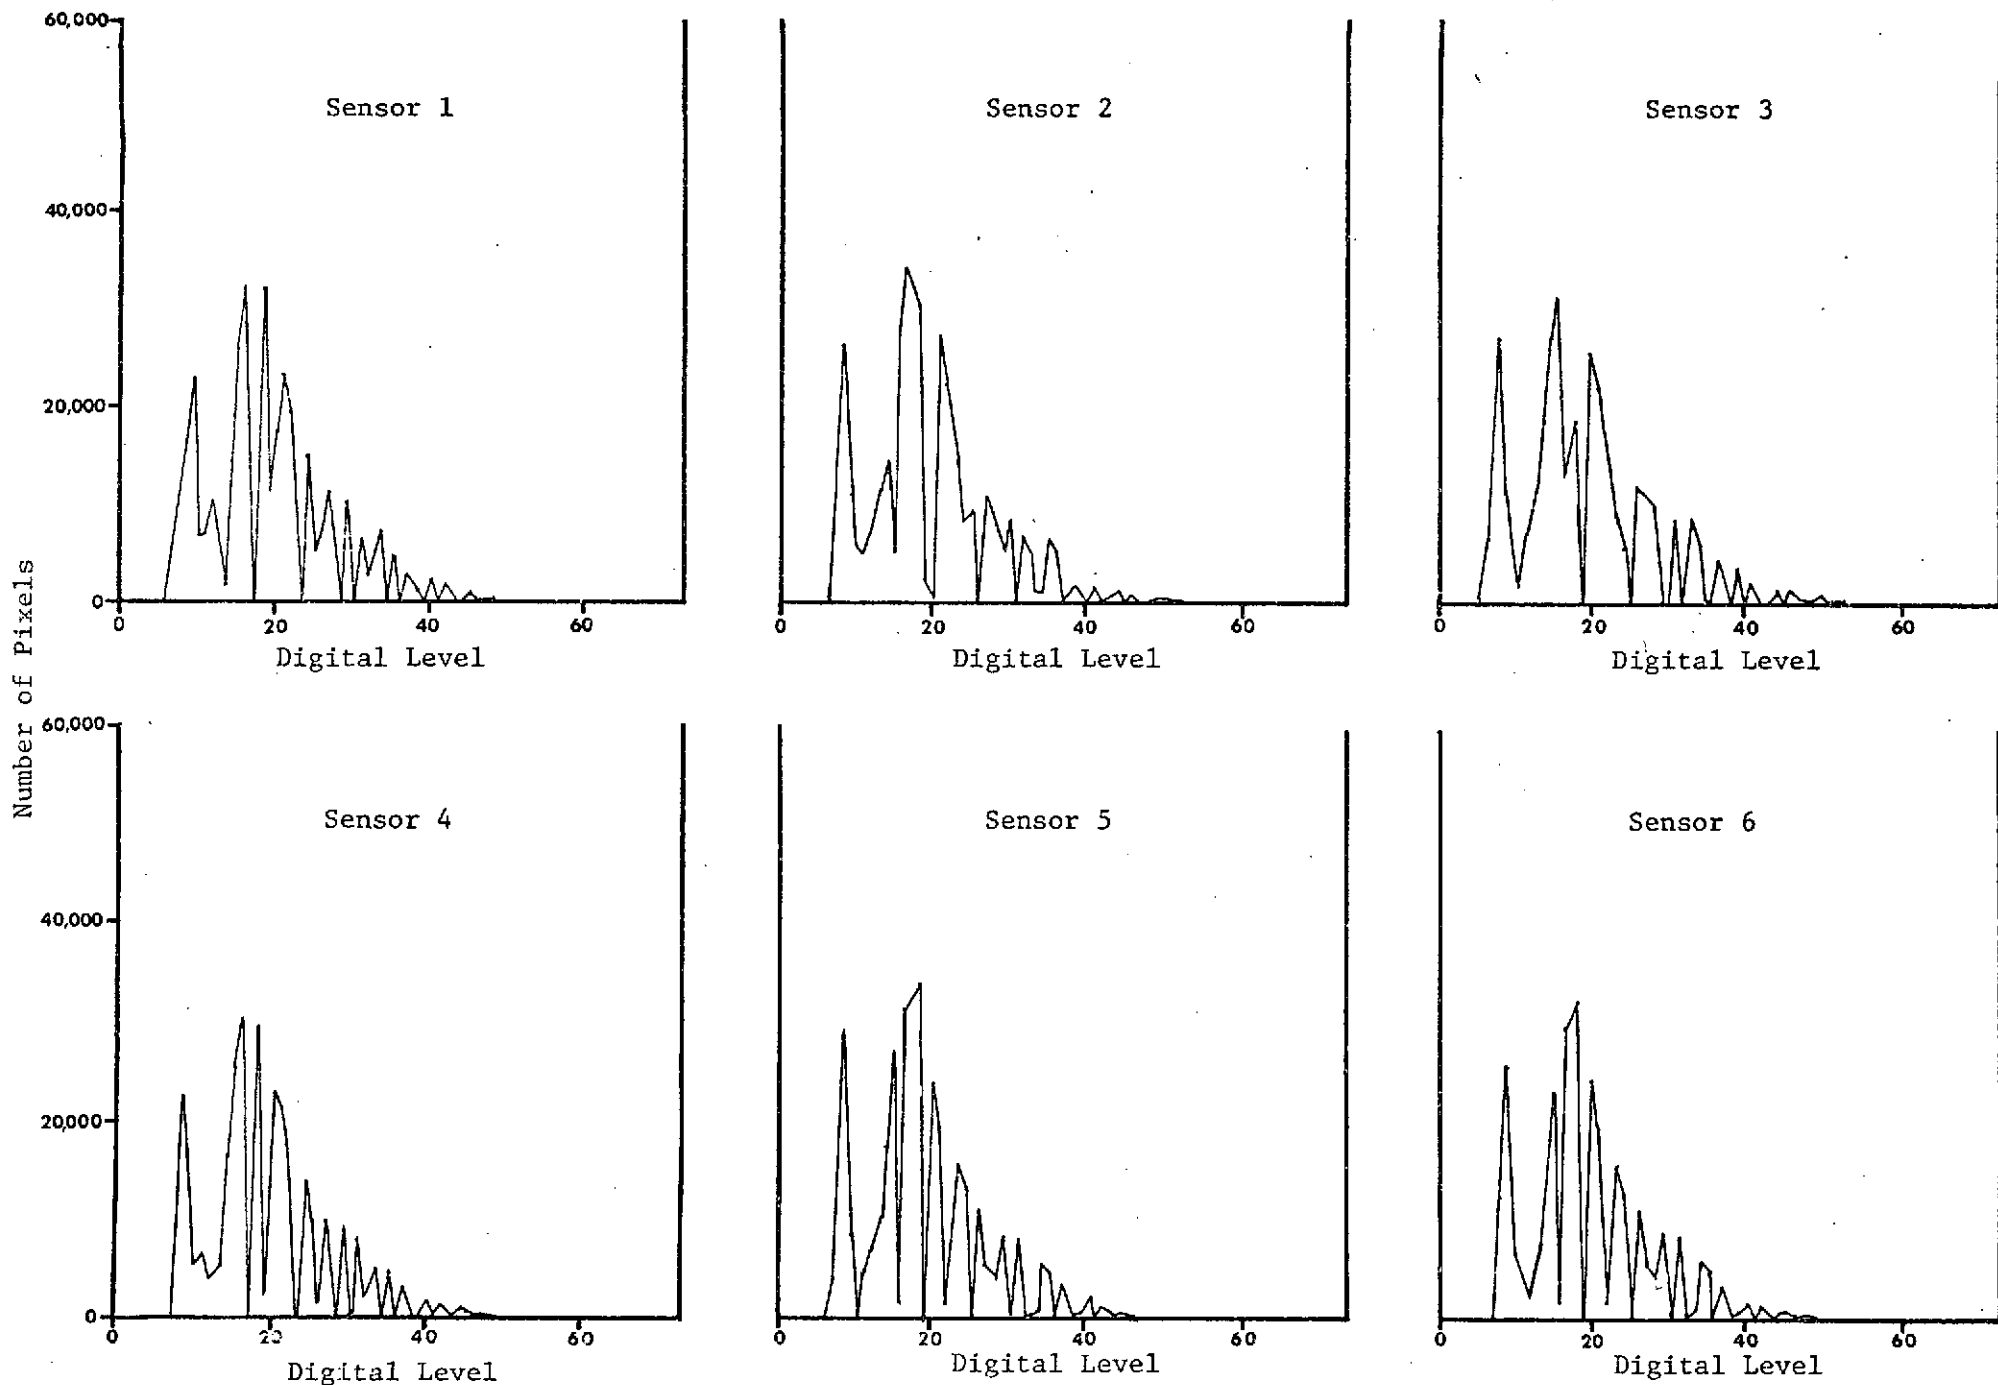 Number of Pixels
60,000
40,000
20,000
0
Sensor 1
0 20 40 60
Digital Level
Sensor 2
0 20 40 60
Digital Level
Sensor 3
0 20 40 60
Digital Level
60,000
40,000
20,000
0
Sensor 4
0 20 40 60
Digital Level
Sensor 5
0 20 40 60
Digital Level
Sensor 6
0 20 40 60
Digital Level